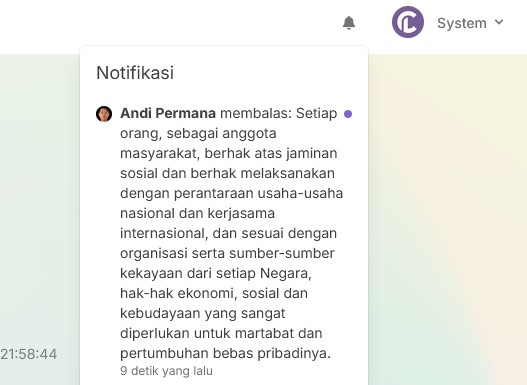 System
Notifikasi
Andi Permana membalas: Setiap
orang, sebagai anggota
masyarakat, berhak atas jaminan
sosial dan berhak melaksanakan
dengan perantaraan usaha-usaha
nasional dan kerjasama
internasional, dan sesuai dengan
organisasi serta sumber-sumber
kekayaan dari setiap Negara,
hak-hak ekonomi, sosial dan
kebudayaan yang sangat
diperlukan untuk martabat dan
pertumbuhan bebas pribadinya.
9 detik yang lalu
21:58:44